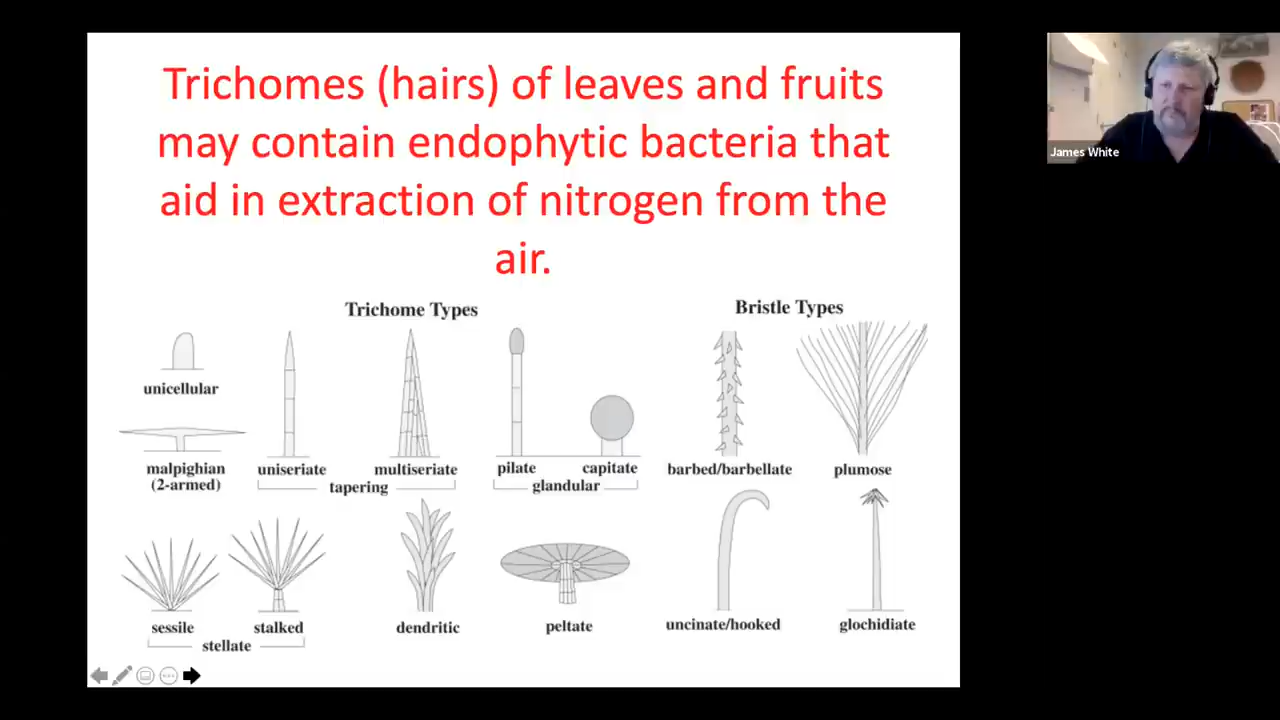 Trichomes (hairs) of leaves and fruits
may contain endophytic bacteria that
aid in extraction of nitrogen from the
air.
James White
Trichome Types
Bristle Types
unicellular
malpighian
(2-armed)
uniseriate
multiseriate
tapering
pilate
capitate
glandular
barbed/barbellate
plumose
sessile
stalked
stellate
dendritic
peltate
uncinate/hooked
glochidiate